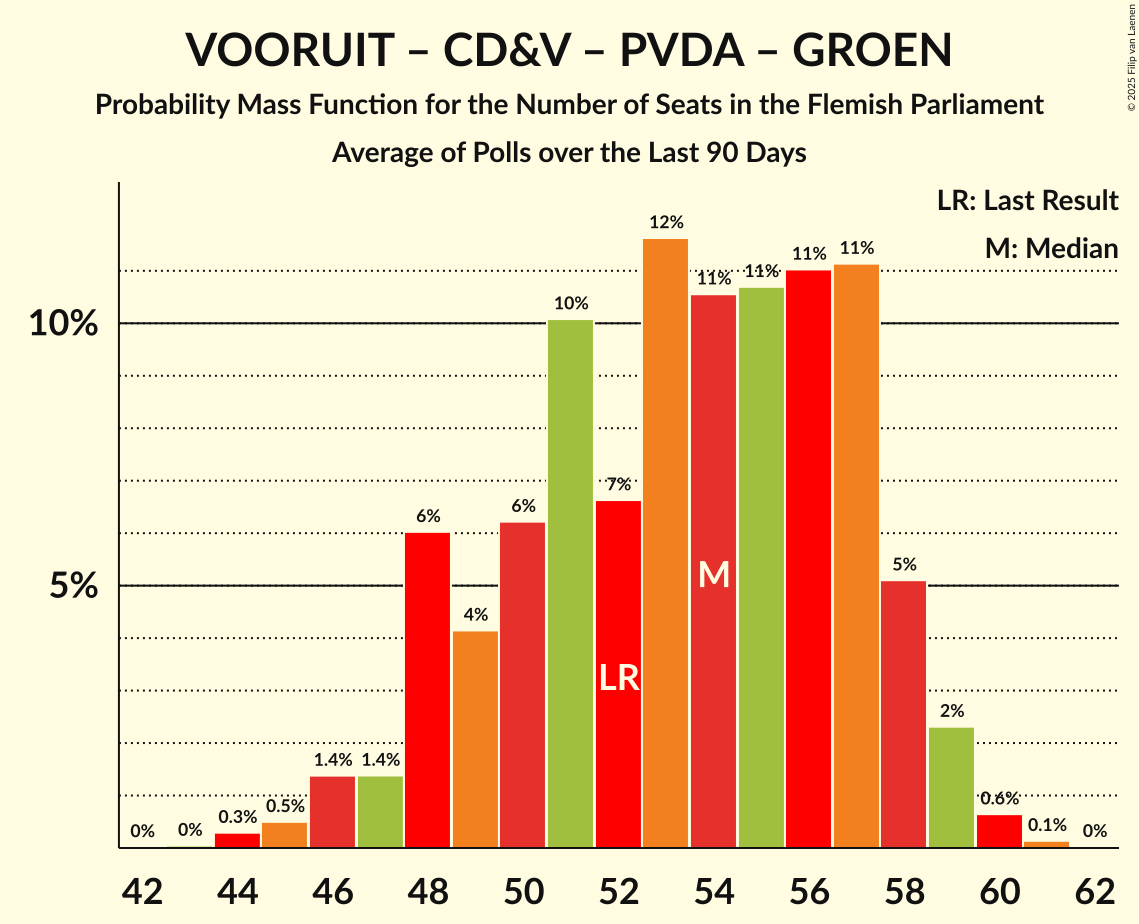 VOORUIT – CD&V – PVDA – GROEN
Probability Mass Function for the Number of Seats in the Flemish Parliament
Average of Polls over the Last 90 Days
© 2025 Filip van Laenen
LR: Last Result
M: Median
10%
5%
0%
0%
0.3%
0.5%
1.4%
1.4%
6%
4%
6%
10%
7%
12%
11%
11%
11%
11%
5%
2%
0.6%
0.1%
0%
LR
M
42 44 46 48 50 52 54 56 58 60 62